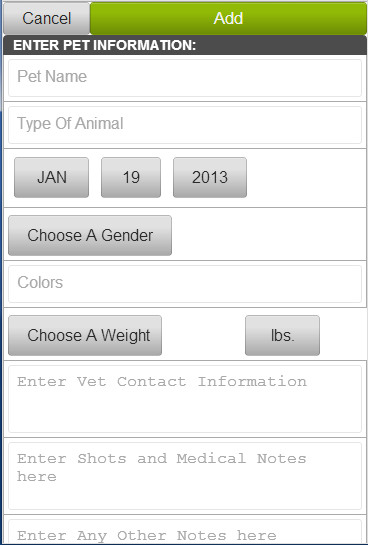 Cancel Add
ENTER PET INFORMATION:
Pet Name
Type Of Animal
JAN 19 2013
Choose A Gender
Colors
Choose A Weight lbs.
Enter Vet Contact Information
Enter Shots and Medical Notes
here
Enter Any Other Notes here